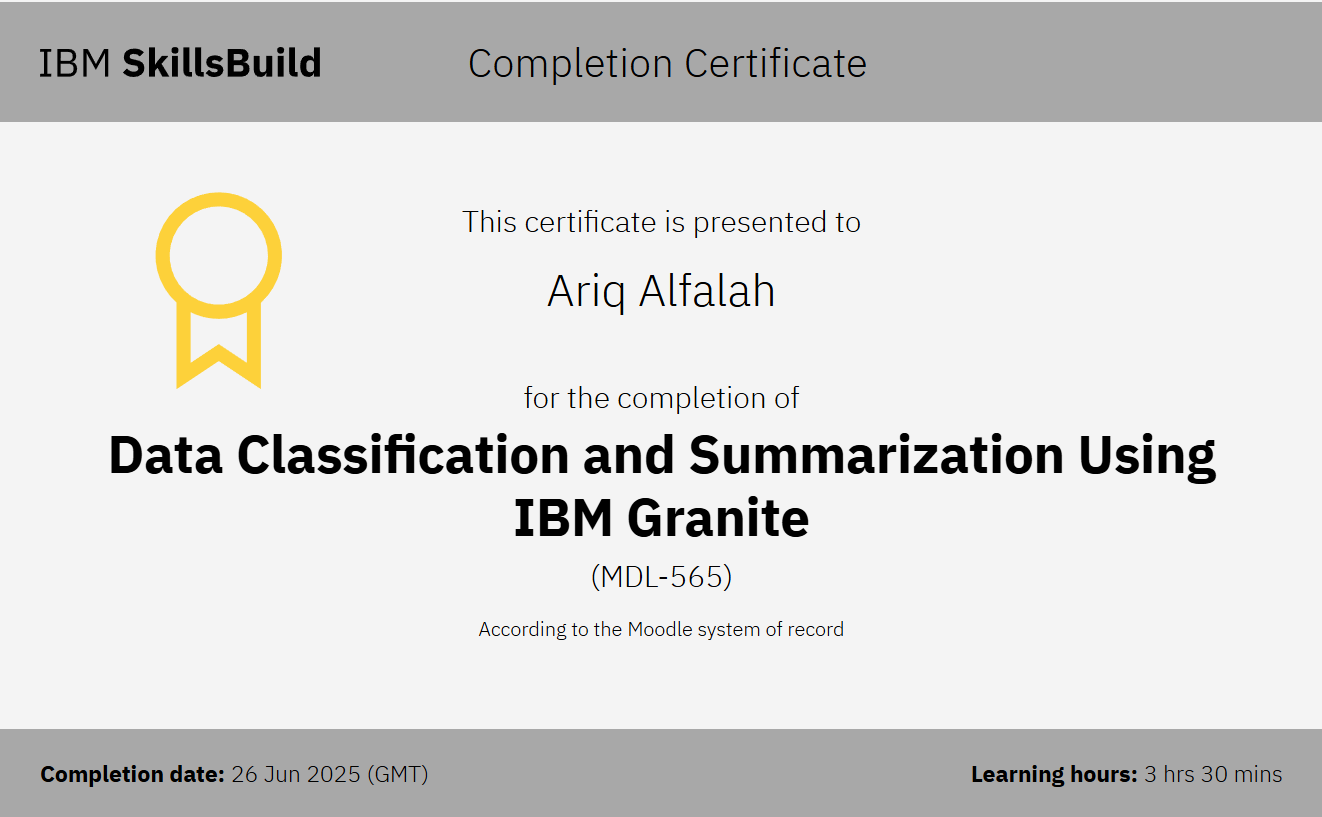 IBM SkillsBuild
Completion Certificate
This certificate is presented to
Ariq Alfalah
for the completion of
Data Classification and Summarization Using
IBM Granite
(MDL-565)
According to the Moodle system of record
Completion date: 26 Jun 2025 (GMT)
Learning hours: 3 hrs 30 mins